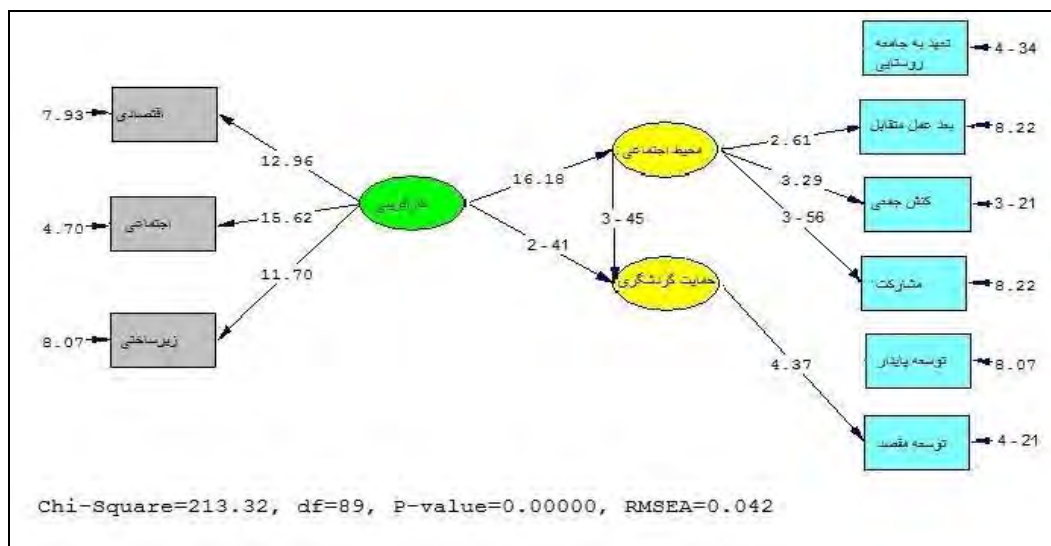 تعهد به جامعه
روستایی
4-34
7.93
اقتصادی
بعد عمل متقابل
8.22
2.61
محیط اجتماعی
12.96
16.18
3.29
کنش جمعی
3-21
4.70
اجتماعی
15.62
3-45
3-56
2-41
11.70
حمایت گردشگری
مشارکت
8.22
8.07
زیرساختی
4.37
توسعه پایدار
8.07
توسعه مقصد
4-21
Chi-Square=213.32, df=89, P-value=0.00000, RMSEA=0.042